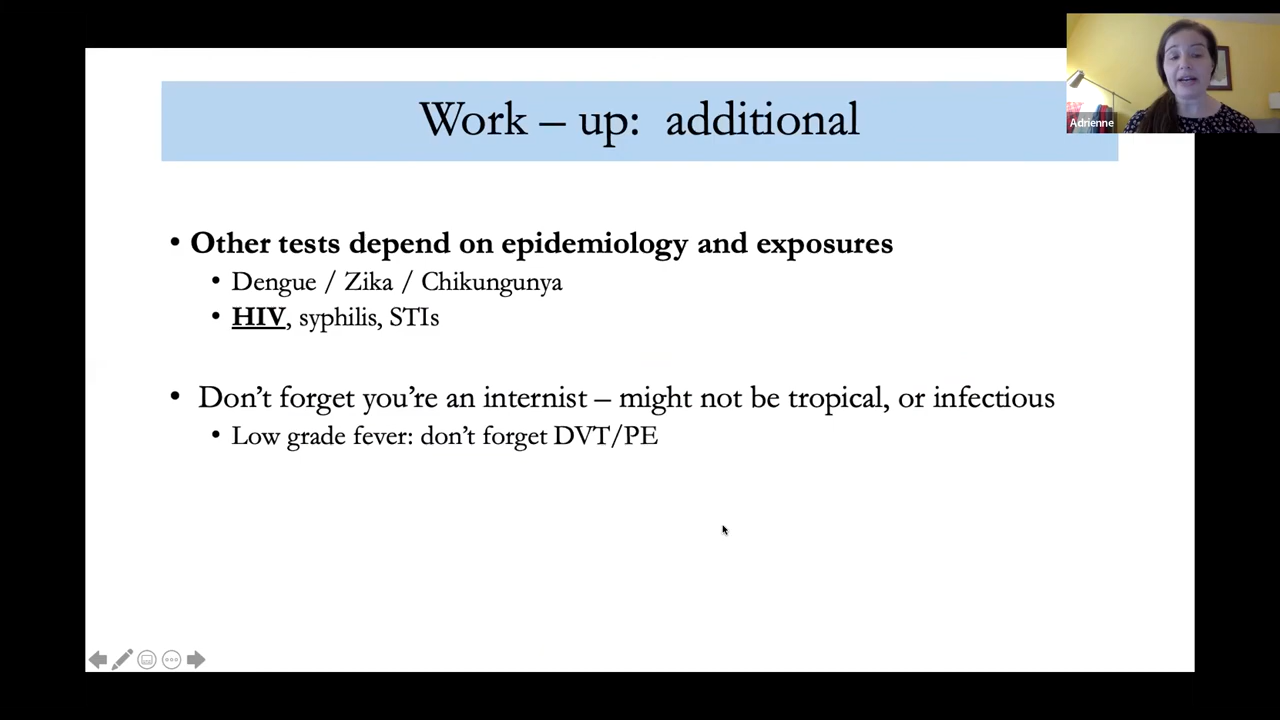 Work – up:  additional
Adrienne
• Other tests depend on epidemiology and exposures
• Dengue / Zika / Chikungunya
• HIV, syphilis, STIs
• Don’t forget you’re an internist – might not be tropical, or infectious
• Low grade fever: don’t forget DVT/PE